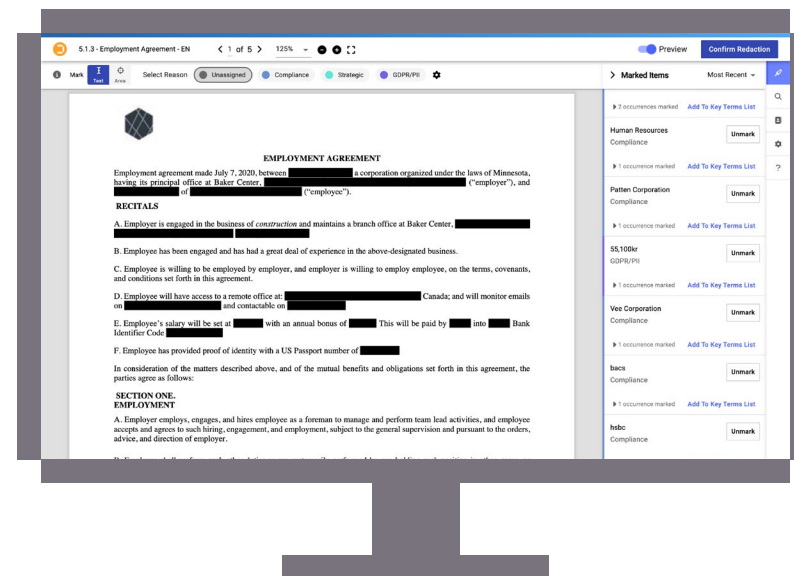 5.1.3 - Employment Agreement - EN
1 of 5
125%
Preview
Confirm Redaction
Mark
Text
Area
Select Reason
Unassigned
Compliance
Strategic
GDPR/PII
Marked Items
Most Recent
2 occurrences marked Add To Key Terms List
Human Resources
Compliance
Unmark
1 occurrence marked Add To Key Terms List
Patten Corporation
Compliance
Unmark
1 occurrence marked Add To Key Terms List
55,100kr
GDPR/PII
Unmark
1 occurrence marked Add To Key Terms List
Vee Corporation
Compliance
Unmark
1 occurrence marked Add To Key Terms List
bacs
Compliance
Unmark
1 occurrence marked Add To Key Terms List
hsbc
Compliance
Unmark
EMPLOYMENT AGREEMENT
Employment agreement made July 7, 2020, between a corporation organized under the laws of Minnesota,
having its principal office at Baker Center, ("employer"), and
of ("employee").
RECITALS
A. Employer is engaged in the business of construction and maintains a branch office at Baker Center,
B. Employee has been engaged and has had a great deal of experience in the above-designated business.
C. Employee is willing to be employed by employer, and employer is willing to employ employee, on the terms, covenants,
and conditions set forth in this agreement.
D. Employee will have access to a remote office at: Canada; and will monitor emails
on and contactable on
E. Employee's salary will be set at with an annual bonus of This will be paid by into Bank
Identifier Code
F. Employee has provided proof of identity with a US Passport number of
In consideration of the matters described above, and of the mutual benefits and obligations set forth in this agreement, the
parties agree as follows:
SECTION ONE.
EMPLOYMENT
A. Employer employs, engages, and hires employee as a foreman to manage and perform team lead activities, and employee
accepts and agrees to such hiring, engagement, and employment, subject to the general supervision and pursuant to the orders,
advice, and direction of employer.